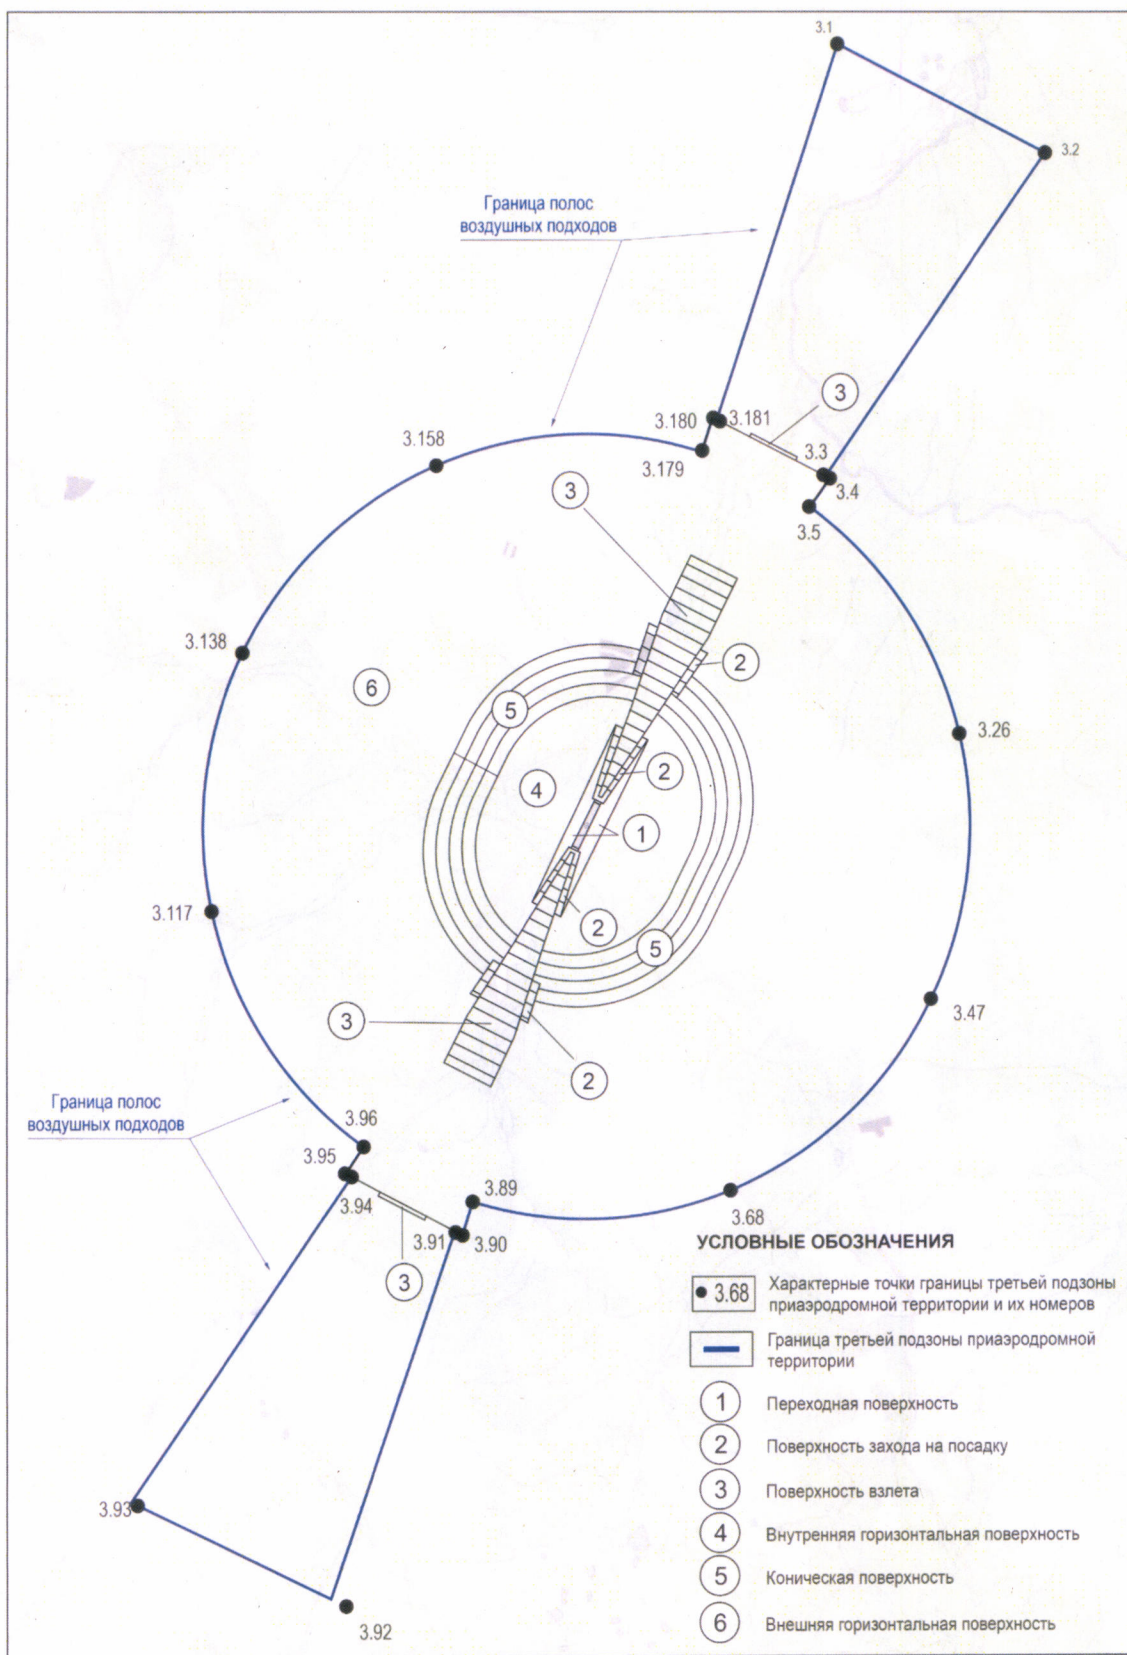 3.1
3.2
Граница полос
воздушных подходов
3
3.180
3.181
3.158
3.3
3.179
3.4
3
3.5
3.138
2
6
5
3.26
2
4
1
3.117
2
5
3.47
3
2
Граница полос
воздушных подходов
3.96
3.95
3.89
3.94
3.68
3.91
3.90
3
УСЛОВНЫЕ ОБОЗНАЧЕНИЯ
3.68
Характерные точки границы третьей подзоны
приаэродромной территории и их номеров
Граница третьей подзоны приаэродромной
территории
1 Переходная поверхность
2 Поверхность захода на посадку
3 Поверхность взлета
3.93
4 Внутренняя горизонтальная поверхность
5 Коническая поверхность
6 Внешняя горизонтальная поверхность
3.92